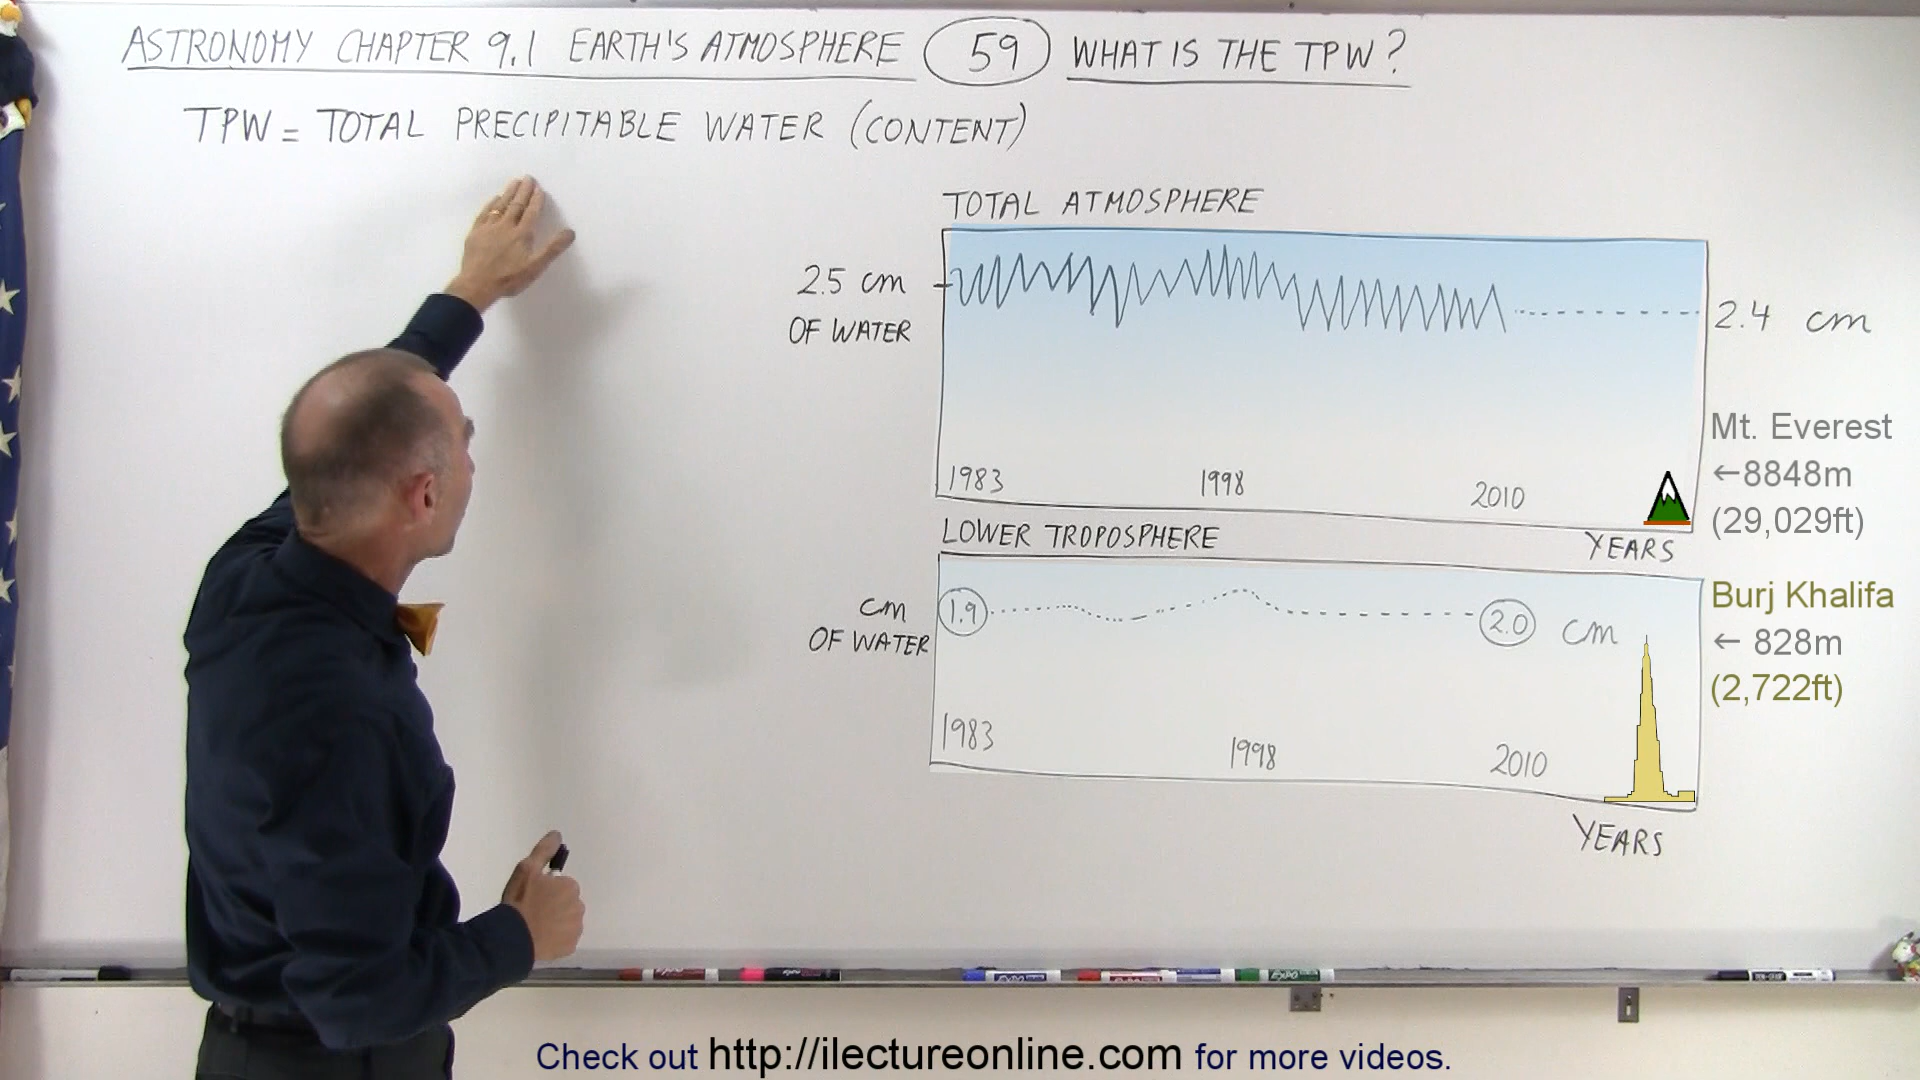 ASTRONOMY CHAPTER 9.1 EARTH'S ATMOSPHERE 59 WHAT IS THE TPW?
TPW = TOTAL PRECIPITABLE WATER (CONTENT)
TOTAL ATMOSPHERE
2.5 cm
OF WATER
2.4 cm
1983 1998 2010
YEARS
Mt. Everest
←8848m
(29,029ft)
LOWER TROPOSPHERE
cm
OF WATER
1.9 2.0 cm
1983 1998 2010
YEARS
Burj Khalifa
← 828m
(2,722ft)
EXPO
Check out http://ilectureonline.com for more videos.